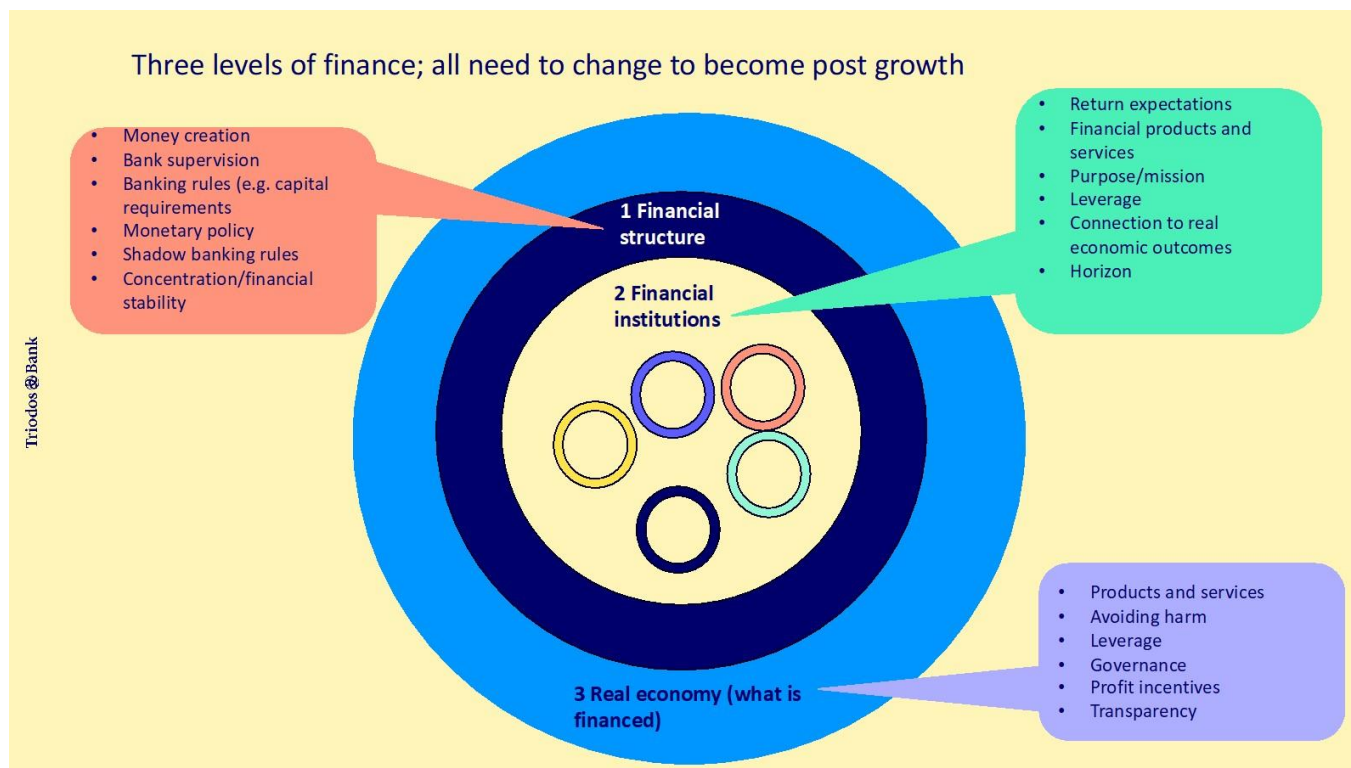 Three levels of finance; all need to change to become post growth
• Money creation
• Bank supervision
• Banking rules (e.g. capital
requirements
• Monetary policy
• Shadow banking rules
• Concentration/financial
stability
• Return expectations
• Financial products and
services
• Purpose/mission
• Leverage
• Connection to real
economic outcomes
• Horizon
1 Financial
structure
2 Financial
institutions
Triodos Bank
• Products and services
• Avoiding harm
• Leverage
• Governance
• Profit incentives
• Transparency
3 Real economy (what is
financed)